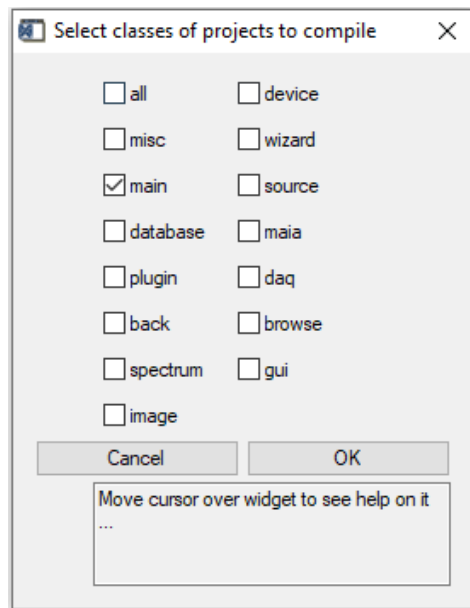 Select classes of projects to compile
all device
misc wizard
main source
database maia
plugin daq
back browse
spectrum gui
image
Cancel OK
Move cursor over widget to see help on it
...